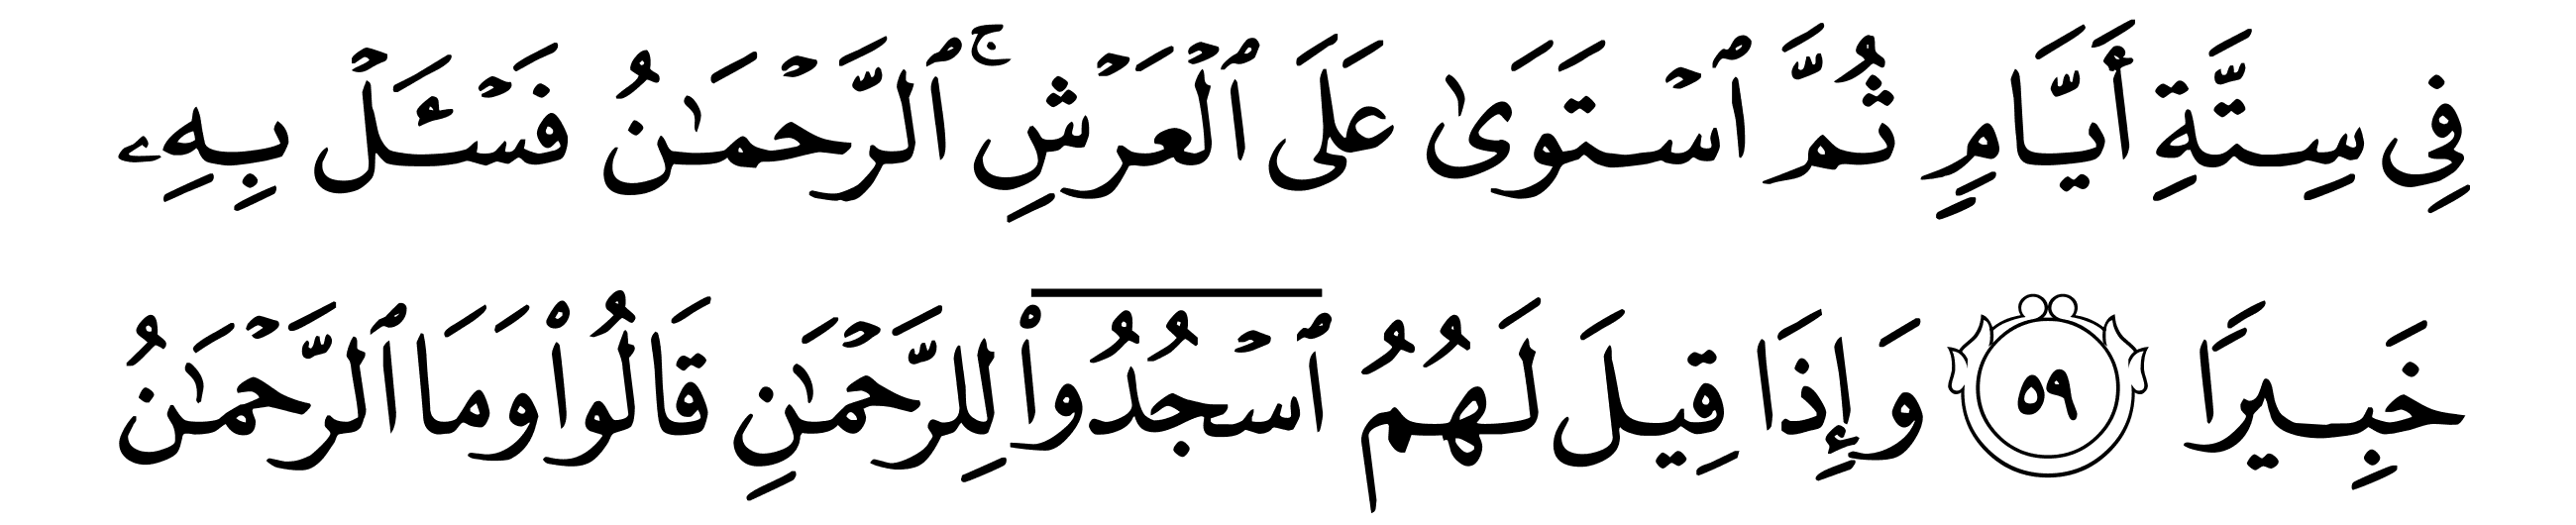 فِي سِتَّةِ أَيَّامٍ ثُمَّ ٱسۡتَوَىٰ عَلَى ٱلۡعَرَشِۚ ٱلرَّحۡمَٰنُ فَسۡـَٔلۡ بِهِۦ
خَبِيرٗا ٥٩ وَإِذَا قِيلَ لَهُمُ ٱسۡجُدُواْ لِلرَّحۡمَٰنِ قَالُواْ وَمَا ٱلرَّحۡمَٰنُ